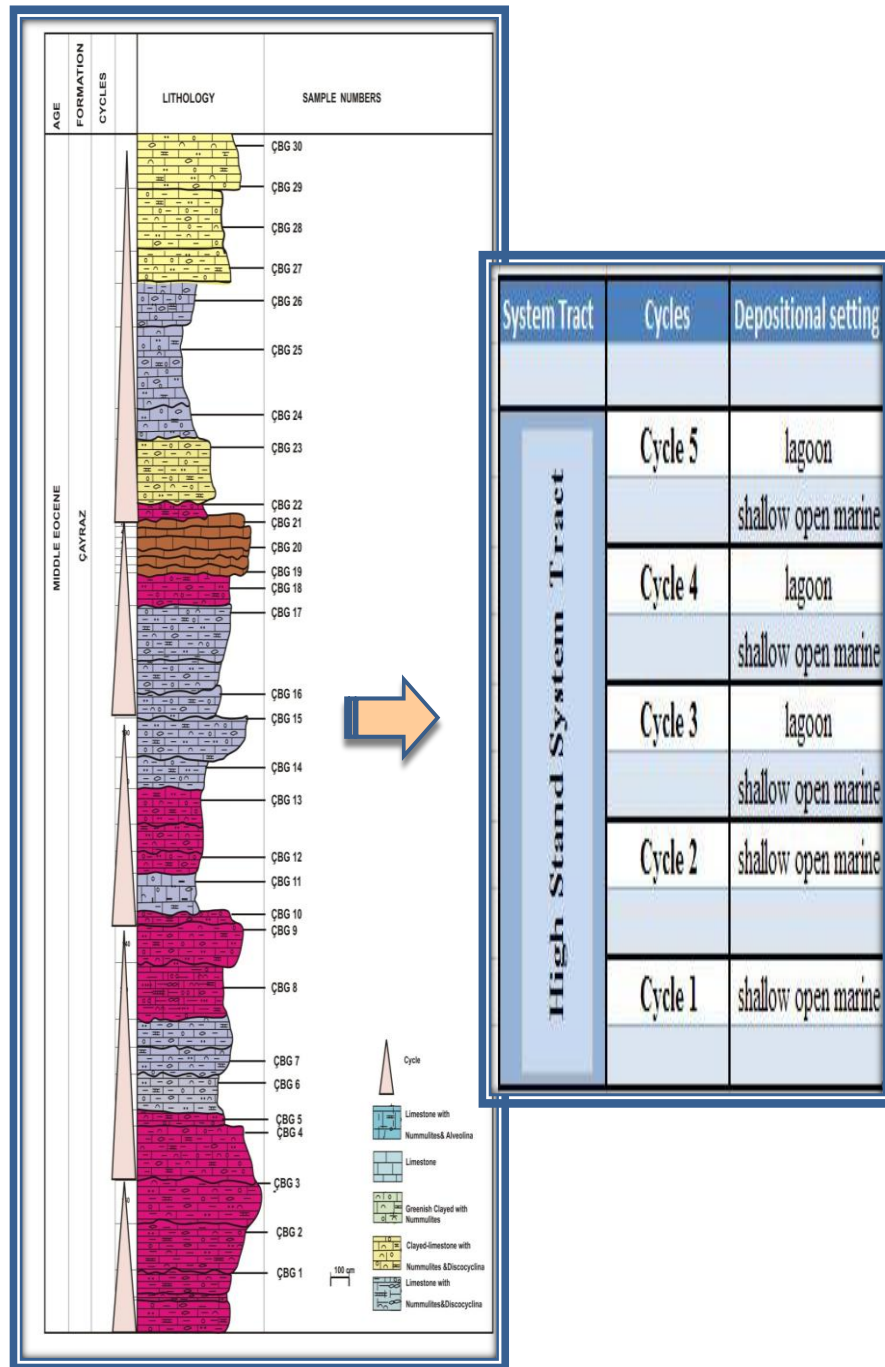 AGE
FORMATION
CYCLES
LITHOLOGY
SAMPLE NUMBERS
MIDDLE EOCENE
ÇAYRAZ
ÇBG 30
ÇBG 29
ÇBG 28
ÇBG 27
ÇBG 26
ÇBG 25
ÇBG 24
ÇBG 23
ÇBG 22
ÇBG 21
ÇBG 20
ÇBG 19
ÇBG 18
ÇBG 17
ÇBG 16
ÇBG 15
ÇBG 14
ÇBG 13
ÇBG 12
ÇBG 11
ÇBG 10
ÇBG 9
ÇBG 8
ÇBG 7
ÇBG 6
ÇBG 5
ÇBG 4
ÇBG 3
ÇBG 2
ÇBG 1
100 cm
Cycle
Limestone with
Nummulites& Alveolina
Limestone
Greenish Clayed with
Nummulites
Clayed-limestone with
Nummulites &Discocyclina
Limestone with
Nummulites&Discocyclina
System Tract Cycles Depositional setting
High Stand System Tract
Cycle 5 lagoon
shallow open marine
Cycle 4 lagoon
shallow open marine
Cycle 3 lagoon
shallow open marine
Cycle 2 shallow open marine
Cycle 1 shallow open marine